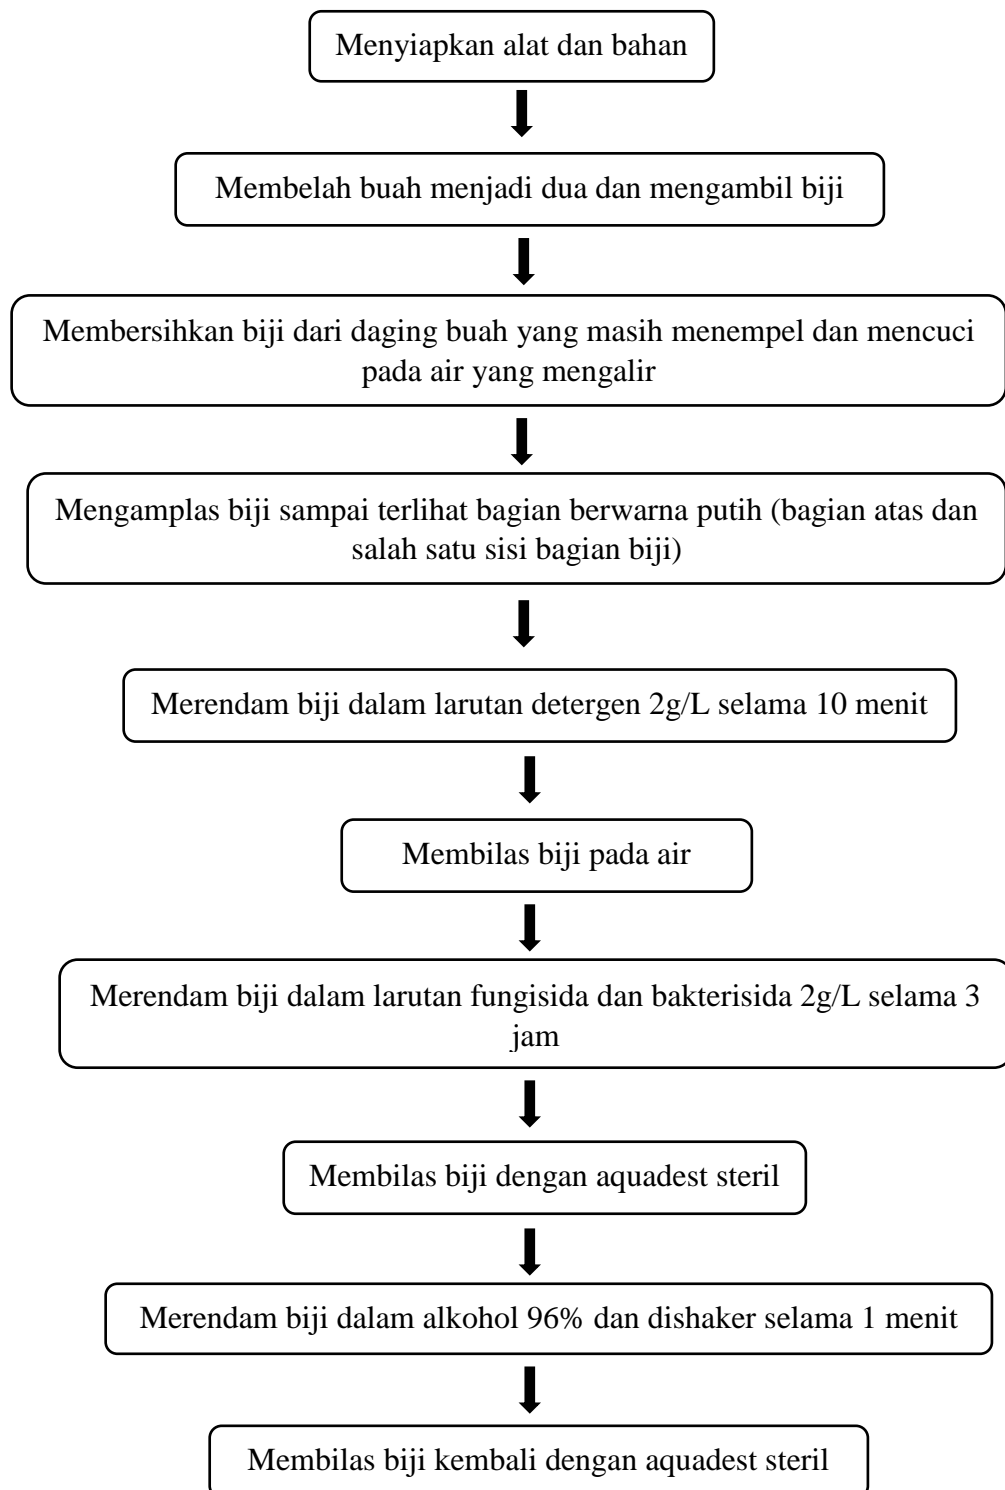 Menyiapkan alat dan bahan
Membelah buah menjadi dua dan mengambil biji
Membersihkan biji dari daging buah yang masih menempel dan mencuci
pada air yang mengalir
Mengamplas biji sampai terlihat bagian berwarna putih (bagian atas dan
salah satu sisi bagian biji)
Merendam biji dalam larutan detergen 2g/L selama 10 menit
Membilas biji pada air
Merendam biji dalam larutan fungisida dan bakterisida 2g/L selama 3
jam
Membilas biji dengan aquadest steril
Merendam biji dalam alkohol 96% dan dishaker selama 1 menit
Membilas biji kembali dengan aquadest steril